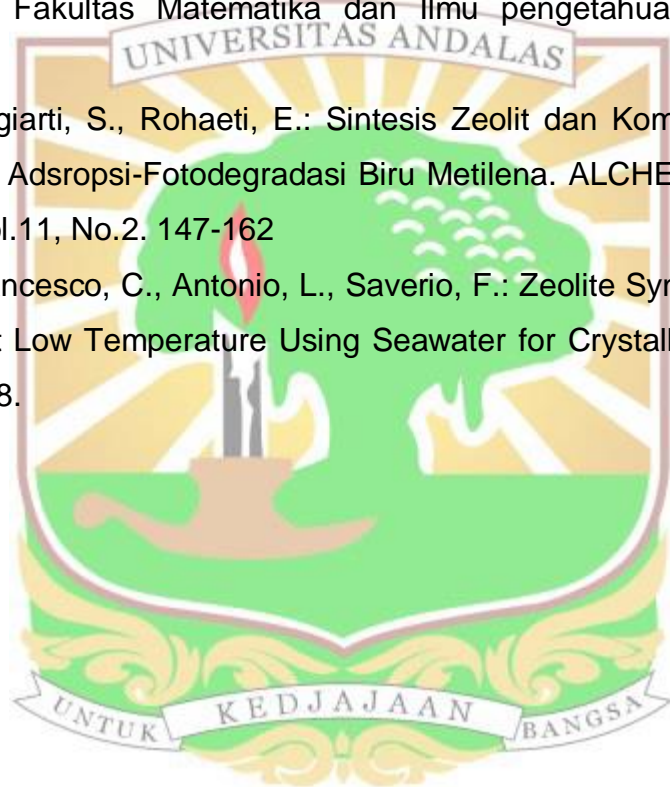 Fakultas Matematika dan Ilmu pengetahua
UNIVERSITAS ANDALAS
giarti, S., Rohaeti, E.: Sintesis Zeolit dan Kom
Adsropsi-Fotodegradasi Biru Metilena. ALCHE
l.11, No.2. 147-162
ncesco, C., Antonio, L., Saverio, F.: Zeolite Syn
Low Temperature Using Seawater for Crystall
8.
UNTUK KEDJAJAAN BANGSA